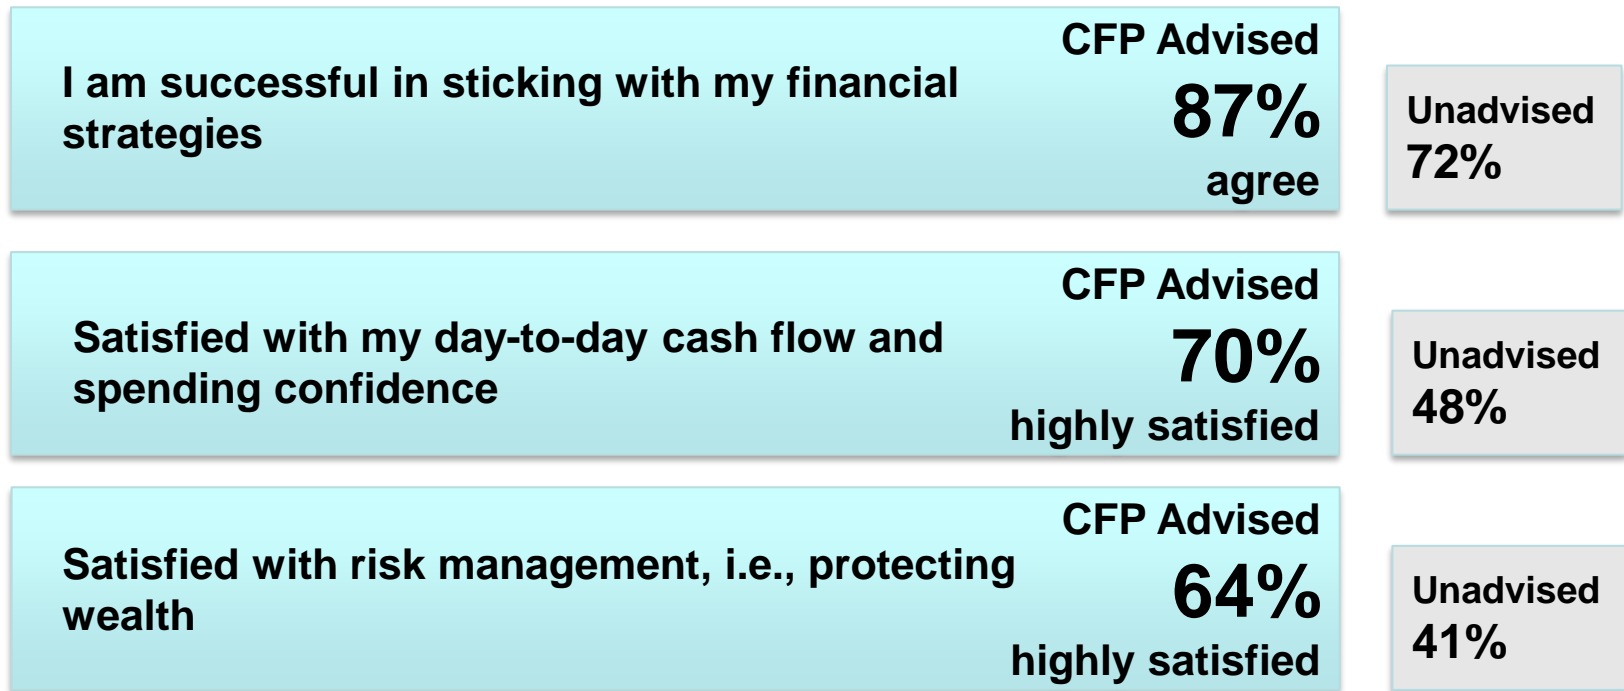 I am successful in sticking with my financial
strategies
CFP Advised
87%
agree
Unadvised
72%
Satisfied with my day-to-day cash flow and
spending confidence
CFP Advised
70%
highly satisfied
Unadvised
48%
Satisfied with risk management, i.e., protecting
wealth
CFP Advised
64%
highly satisfied
Unadvised
41%